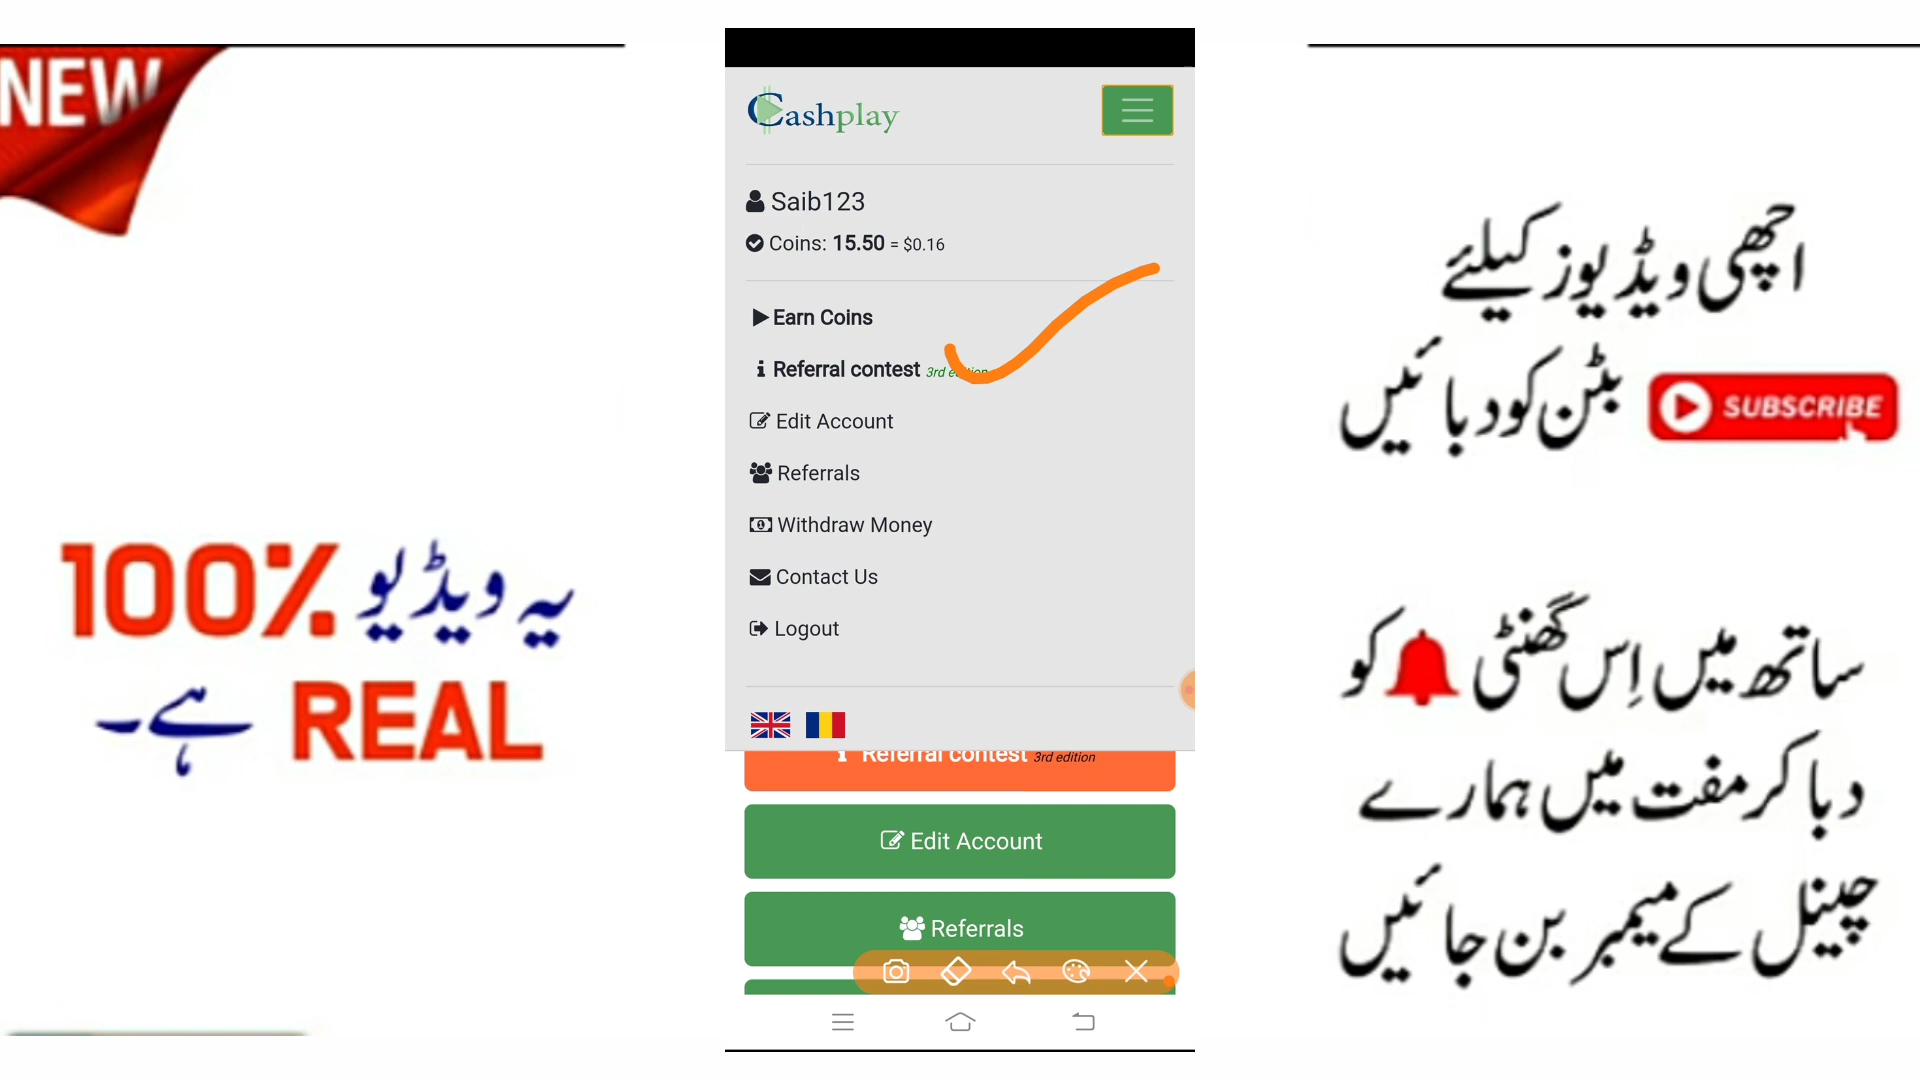 NEW
یہ ویڈیو 100%
REAL ہے۔
Cashplay
Saib123
Coins: 15.50 = $0.16
Earn Coins
Referral contest 3rd edition
Edit Account
Referrals
Withdraw Money
Contact Us
Logout
Referral contest 3rd edition
Edit Account
Referrals
اچھی ویڈیوز کیلئے
بٹن کو دبائیں SUBSCRIBE
ساتھ میں اِس گھنٹی کو
دبا کر مفت میں ہمارے
چینل کے میمبر بن جائیں